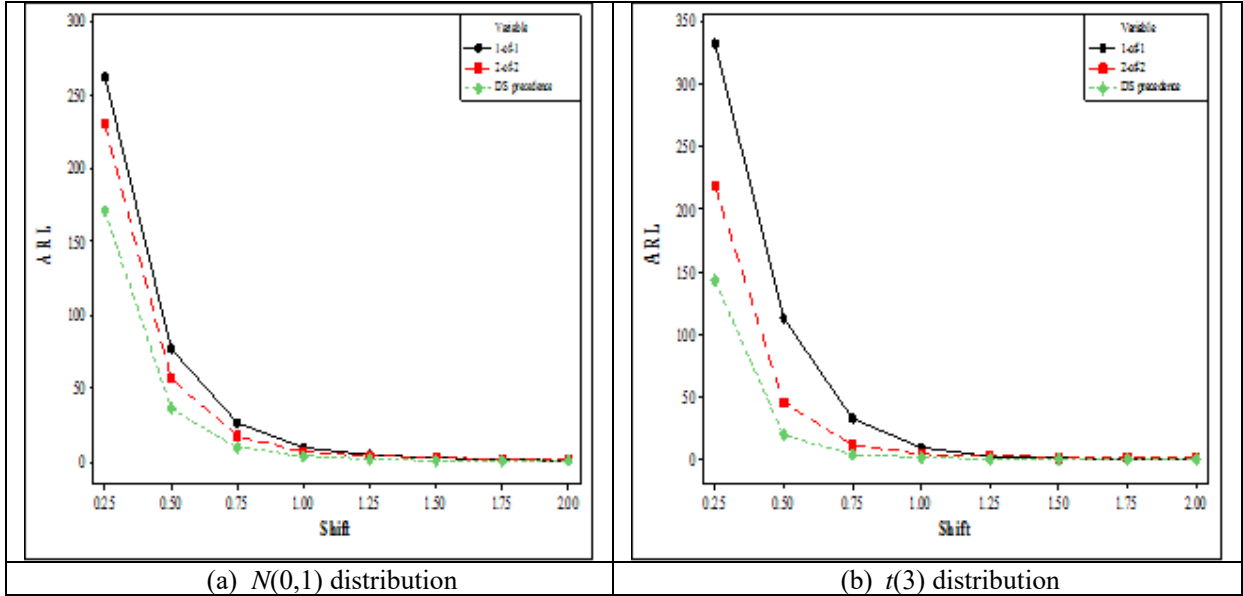 300
250
200
150
100
50
0
ARL
0.25 0.50 0.75 1.00 1.25 1.50 1.75 2.00
Shift
Variable
1-of-1
2-of-2
DS precedence
350
300
250
200
150
100
50
0
ARL
0.25 0.50 0.75 1.00 1.25 1.50 1.75 2.00
Shift
Variable
1-of-1
2-of-2
DS precedence
(a) N(0,1) distribution
(b) t(3) distribution